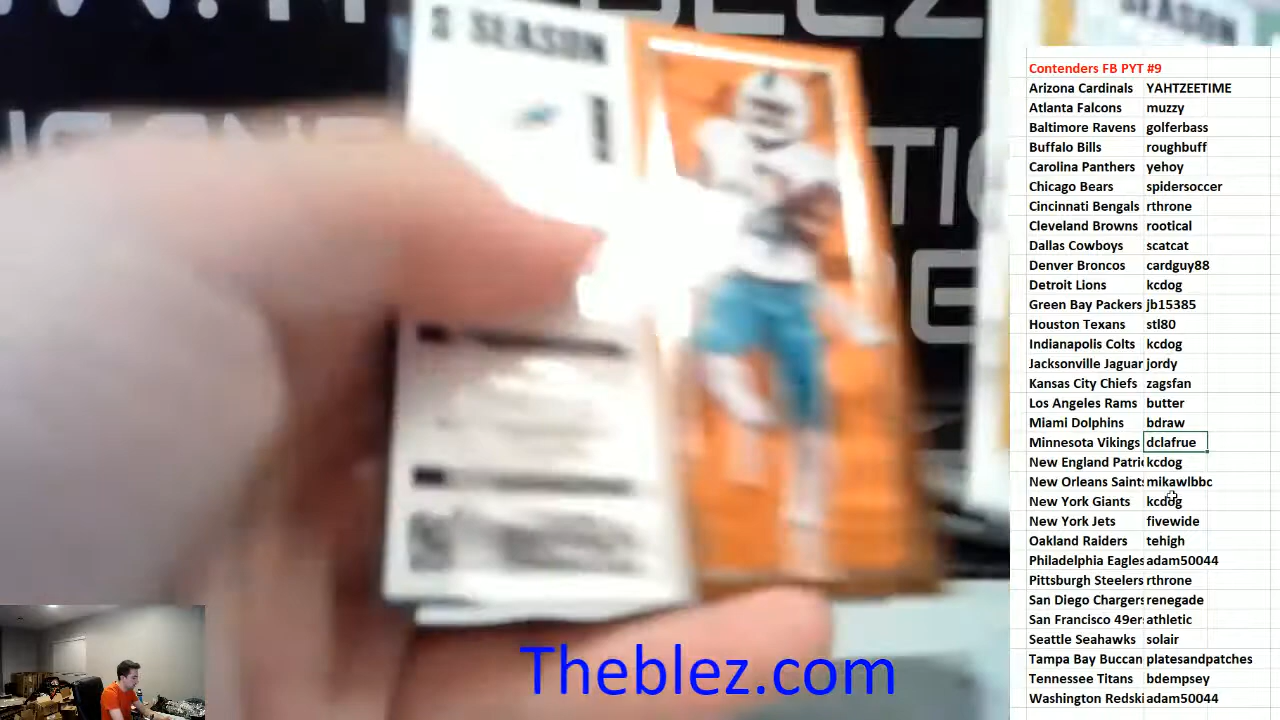 SEASON
SEASON
Contenders FB PYT #9
Arizona Cardinals YAHTZEETIME
Atlanta Falcons muzzy
Baltimore Ravens golferbass
Buffalo Bills roughbuff
Carolina Panthers yehoy
Chicago Bears spidersoccer
Cincinnati Bengals rthrone
Cleveland Browns rootical
Dallas Cowboys scatcat
Denver Broncos cardguy88
Detroit Lions kcdog
Green Bay Packers jb15385
Houston Texans stl80
Indianapolis Colts kcdog
Jacksonville Jaguar jordy
Kansas City Chiefs zagsfan
Los Angeles Rams butter
Miami Dolphins bdraw
Minnesota Vikings dclafrue
New England Patri kcdog
New Orleans Saints mikawlbbc
New York Giants kcdog
New York Jets fivewide
Oakland Raiders tehigh
Philadelphia Eagles adam50044
Pittsburgh Steelers rthrone
San Diego Chargers renegade
San Francisco 49er athletic
Seattle Seahawks solair
Tampa Bay Buccan platesandpatches
Tennessee Titans bdempsey
Washington Redski adam50044
Theblez.com